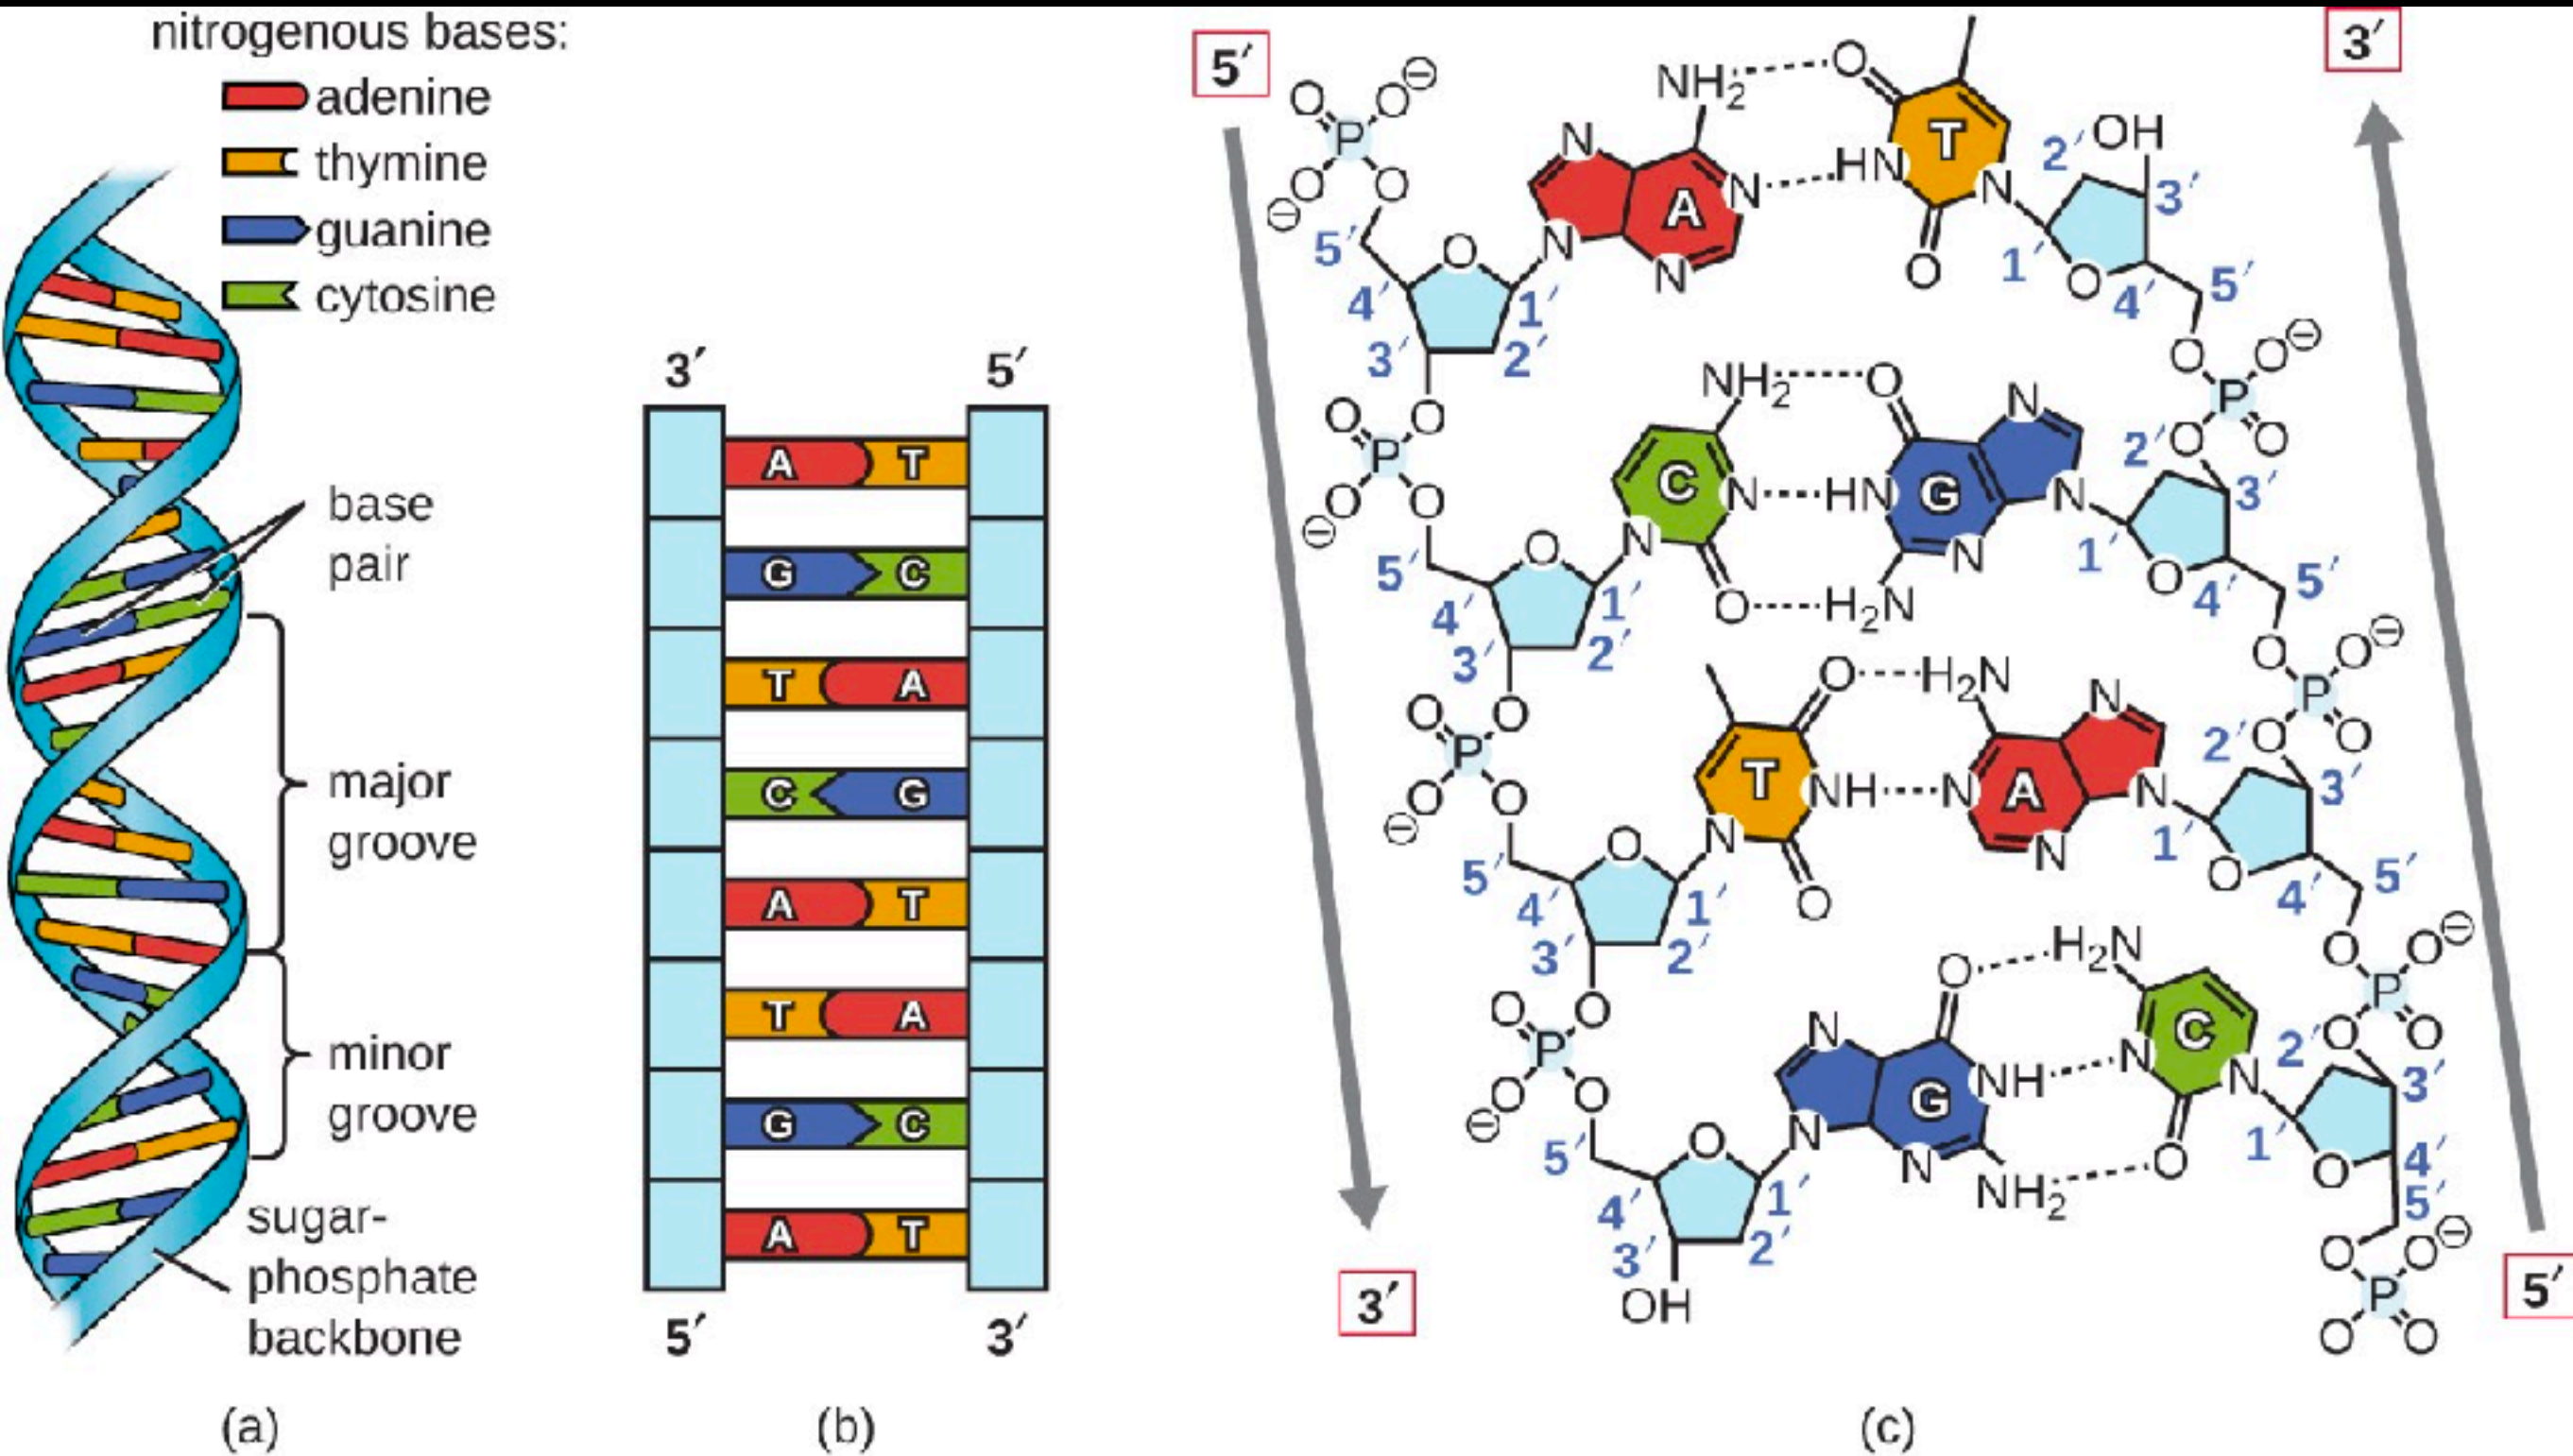 nitrogenous bases:
adenine
thymine
guanine
cytosine
base
pair
major
groove
minor
groove
sugar-
phosphate
backbone
(a)
3′ 5′
A T
G C
T A
C G
A T
T A
G C
A T
5′ 3′
(b)
5′ 3′
O O⊖ P ⊖O O
5′ 4′ 3′ 2′ 1′ O
N N A N N NH₂
O T HN N O
OH 2′ 3′ 1′ O 4′ 5′
O O⊖ P O O
O O P ⊖O O
5′ 4′ 3′ 2′ 1′ O
NH₂ C N N O
O HN G N N N H₂N
2′ 3′ 1′ O 4′ 5′
O O⊖ P O O
O O P ⊖O O
5′ 4′ 3′ 2′ 1′ O
O T NH N O
H₂N N A N N N
2′ 3′ 1′ O 4′ 5′
O O⊖ P O O
O O P ⊖O O
5′ 4′ 3′ 2′ 1′ O
OH
N O G NH N N NH₂
H₂N C N N O
2′ 3′ 1′ O 4′ 5′
O O⊖ P O O
3′ 5′
(c)